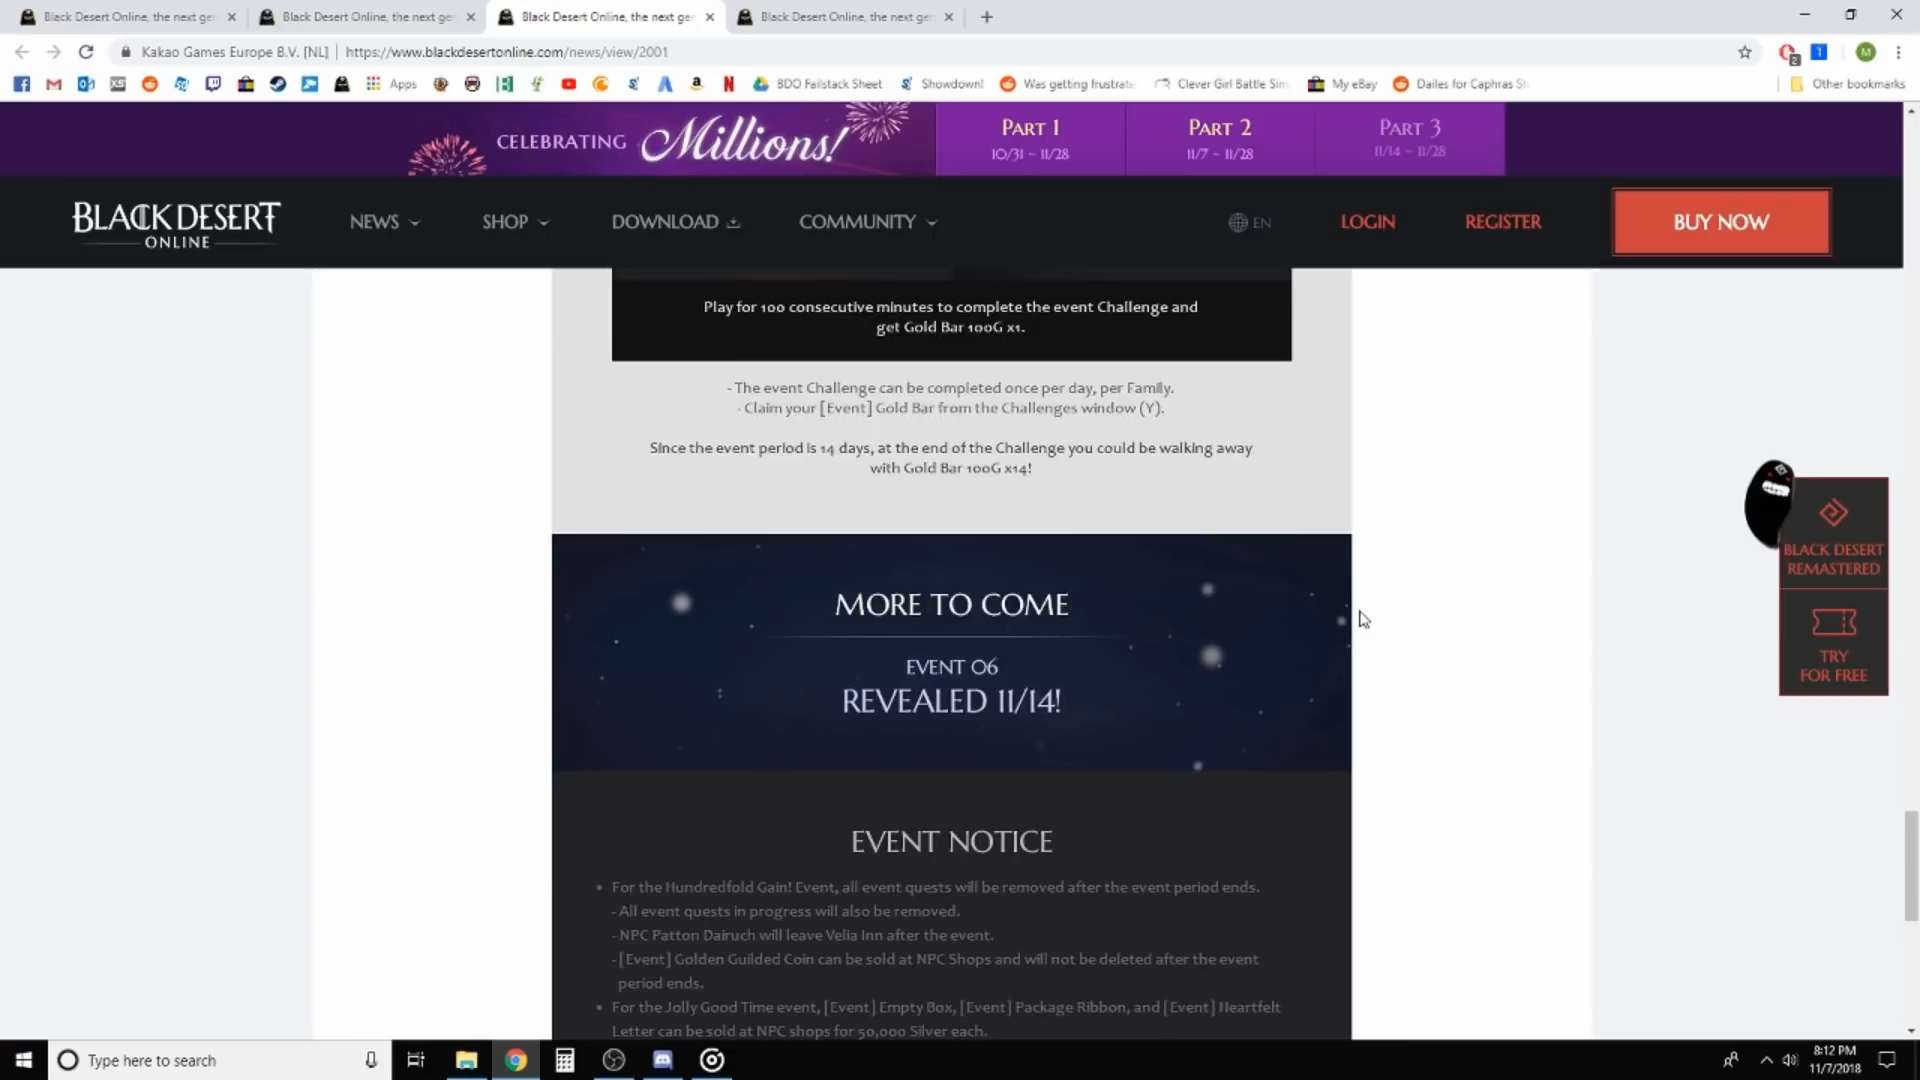 Black Desert Online, the next ger
Black Desert Online, the next ger
Black Desert Online, the next ger
Black Desert Online, the next ger
Kakao Games Europe B.V. [NL] | https://www.blackdesertonline.com/news/view/2001
2
M
Apps
BDO Failstack Sheet
Showdown!
Was getting frustrate
Clever Girl Battle Sim
My eBay
Dailes for Caphras St
Other bookmarks
CELEBRATING Millions!
PART 1
10/31 ~ 11/28
PART 2
11/7 ~ 11/28
PART 3
11/14 ~ 11/28
BLACK DESERT
ONLINE
NEWS
SHOP
DOWNLOAD
COMMUNITY
EN
LOGIN
REGISTER
BUY NOW
Play for 100 consecutive minutes to complete the event Challenge and
get Gold Bar 100G x1.
- The event Challenge can be completed once per day, per Family.
- Claim your [Event] Gold Bar from the Challenges window (Y).
Since the event period is 14 days, at the end of the Challenge you could be walking away
with Gold Bar 100G x14!
BLACK DESERT
REMASTERED
TRY
FOR FREE
MORE TO COME
EVENT 06
REVEALED 11/14!
EVENT NOTICE
• For the Hundredfold Gain! Event, all event quests will be removed after the event period ends.
- All event quests in progress will also be removed.
- NPC Patton Dairuch will leave Velia Inn after the event.
- [Event] Golden Guilded Coin can be sold at NPC Shops and will not be deleted after the event
period ends.
• For the Jolly Good Time event, [Event] Empty Box, [Event] Package Ribbon, and [Event] Heartfelt
Letter can be sold at NPC shops for 50,000 Silver each.
Type here to search
8:12 PM
11/7/2018